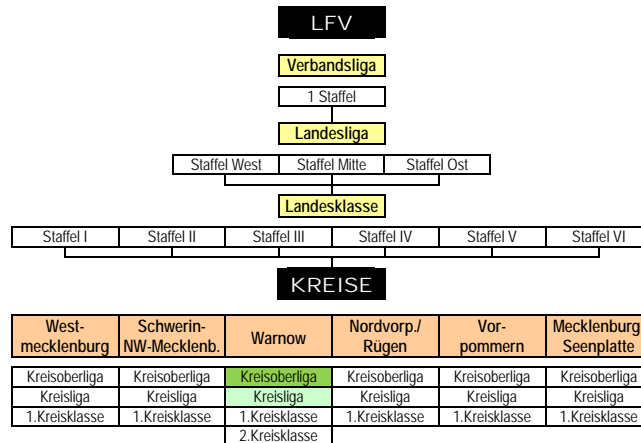 LFV
Verbandsliga
1 Staffel
Landesliga
Staffel West Staffel Mitte Staffel Ost
Landesklasse
Staffel I Staffel II Staffel III Staffel IV Staffel V Staffel VI
KREISE
West- Schwerin- Warnow Nordvorp./ Vor- Mecklenburg
mecklenburg NW-Mecklenb. Rügen pommern Seenplatte
Kreisoberliga Kreisoberliga Kreisoberliga Kreisoberliga Kreisoberliga Kreisoberliga
Kreisliga Kreisliga Kreisliga Kreisliga Kreisliga Kreisliga
1.Kreisklasse 1.Kreisklasse 1.Kreisklasse 1.Kreisklasse 1.Kreisklasse 1.Kreisklasse
2.Kreisklasse